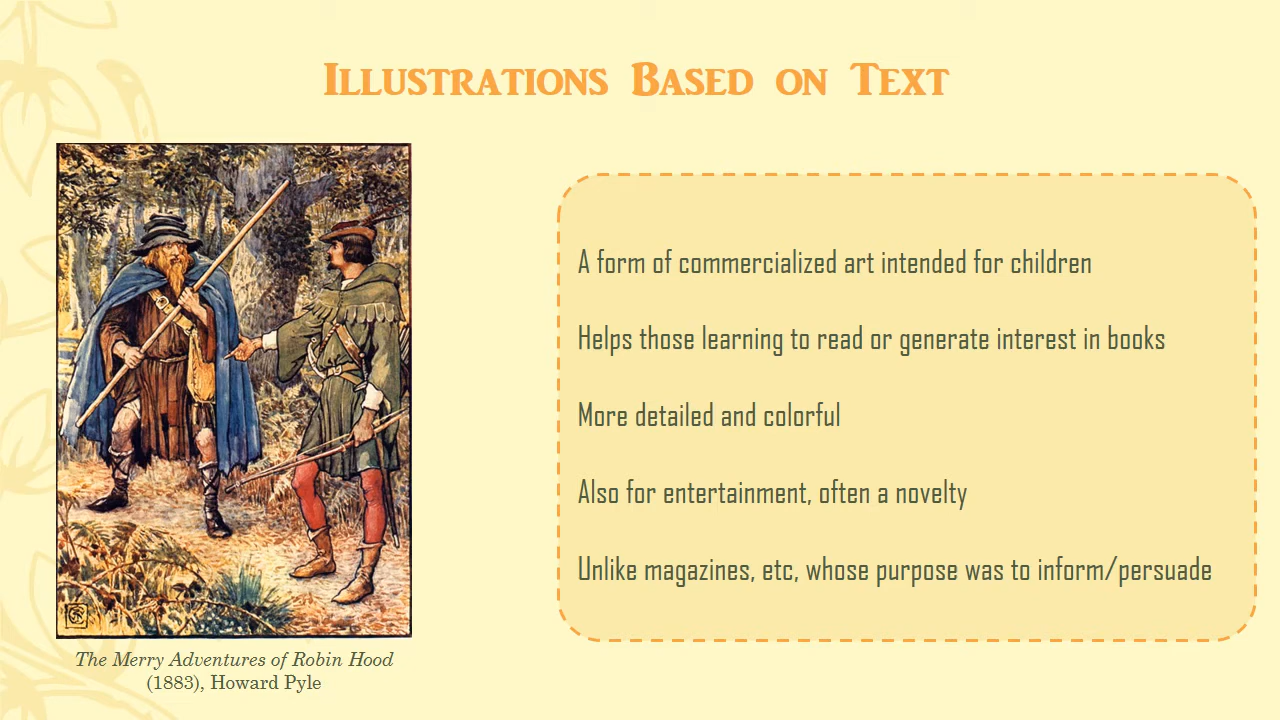 Illustrations Based on Text
A form of commercialized art intended for children
Helps those learning to read or generate interest in books
More detailed and colorful
Also for entertainment, often a novelty
Unlike magazines, etc, whose purpose was to inform/persuade
The Merry Adventures of Robin Hood
(1883), Howard Pyle